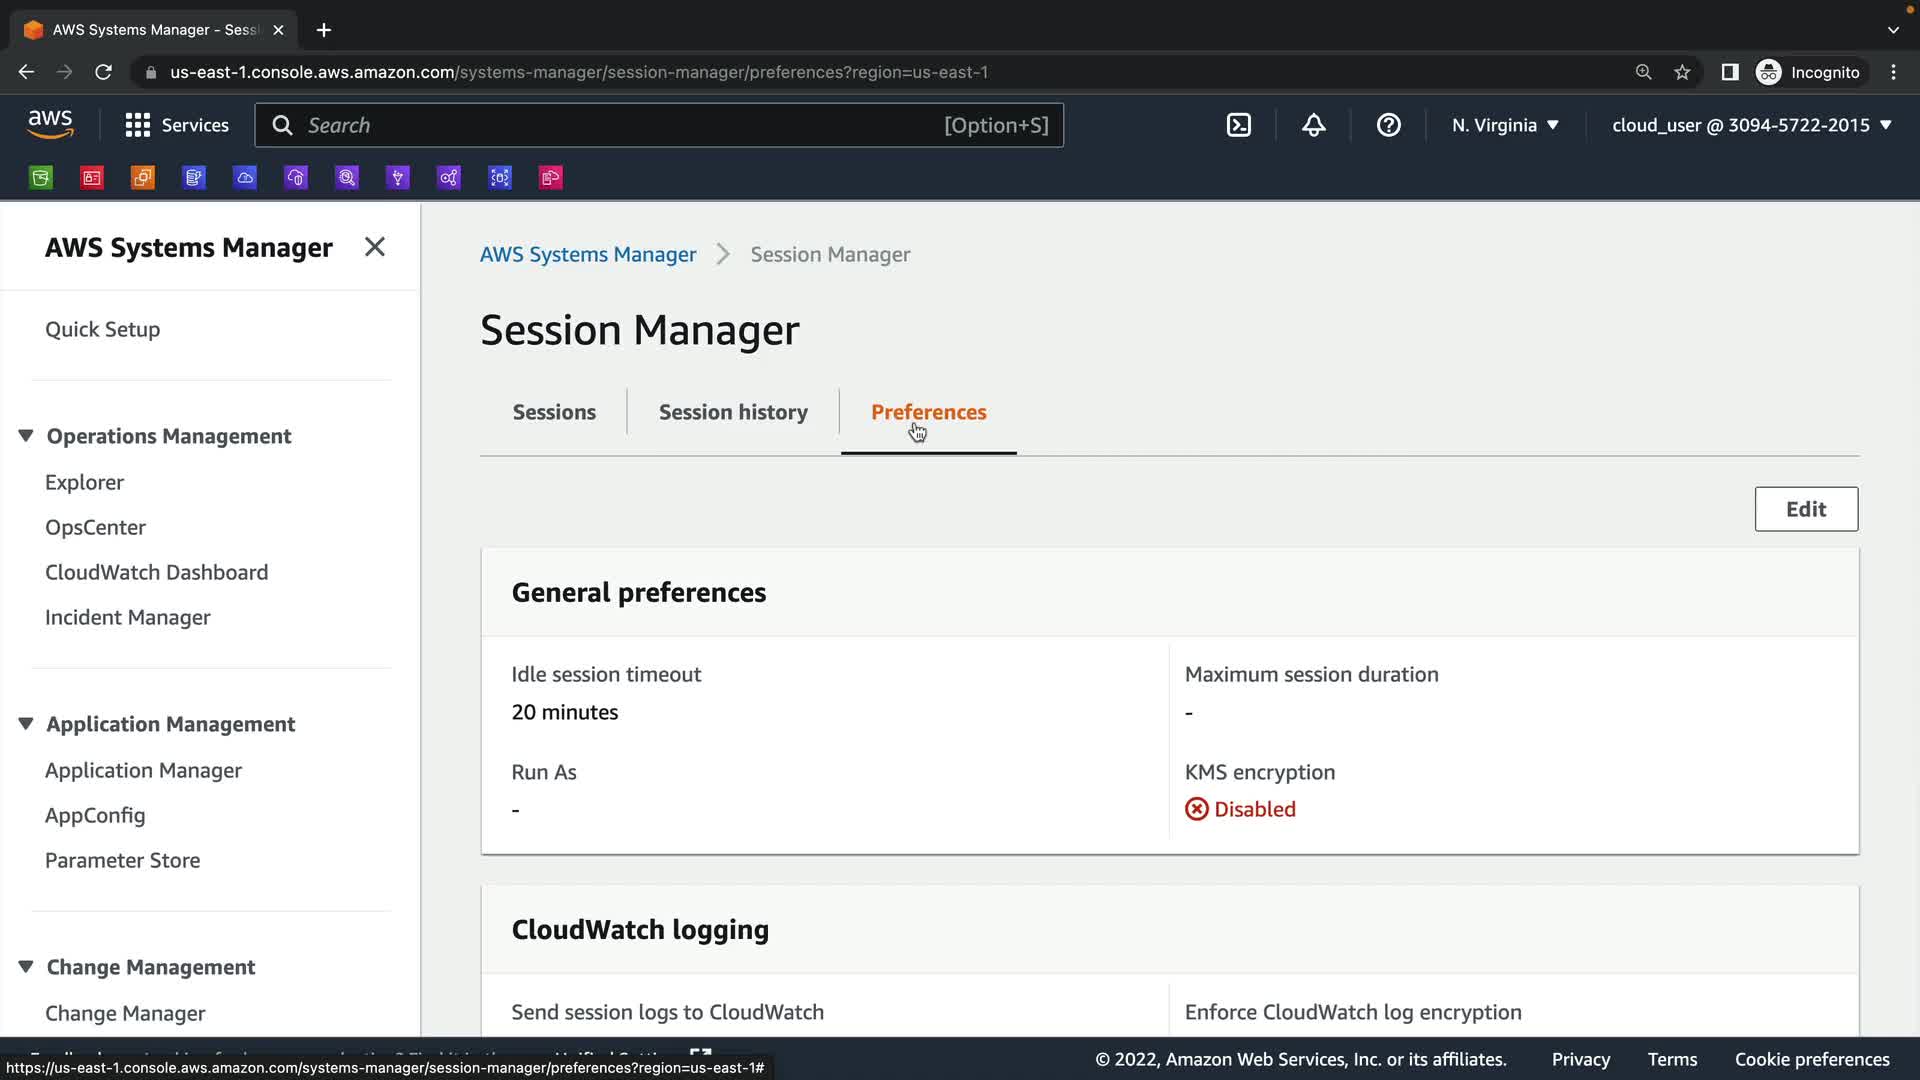 AWS Systems Manager - Sess
us-east-1.console.aws.amazon.com/systems-manager/session-manager/preferences?region=us-east-1
Incognito
aws
Services
Search
[Option+S]
N. Virginia
cloud_user @ 3094-5722-2015
AWS Systems Manager
Quick Setup
Operations Management
Explorer
OpsCenter
CloudWatch Dashboard
Incident Manager
Application Management
Application Manager
AppConfig
Parameter Store
Change Management
Change Manager
AWS Systems Manager
Session Manager
Session Manager
Sessions
Session history
Preferences
Edit
General preferences
Idle session timeout
20 minutes
Maximum session duration
-
Run As
-
KMS encryption
Disabled
CloudWatch logging
Send session logs to CloudWatch
Enforce CloudWatch log encryption
https://us-east-1.console.aws.amazon.com/systems-manager/session-manager/preferences?region=us-east-1#
© 2022, Amazon Web Services, Inc. or its affiliates.
Privacy
Terms
Cookie preferences